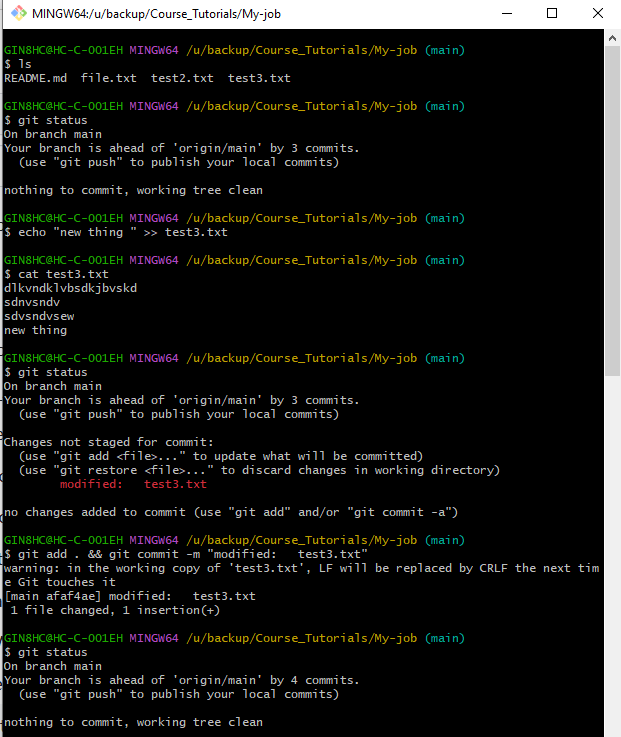 MINGW64:/u/backup/Course_Tutorials/My-job
GIN8HC@HC-C-001EH MINGW64 /u/backup/Course_Tutorials/My-job (main)
$ ls
README.md  file.txt  test2.txt  test3.txt
GIN8HC@HC-C-001EH MINGW64 /u/backup/Course_Tutorials/My-job (main)
$ git status
On branch main
Your branch is ahead of 'origin/main' by 3 commits.
  (use "git push" to publish your local commits)
nothing to commit, working tree clean
GIN8HC@HC-C-001EH MINGW64 /u/backup/Course_Tutorials/My-job (main)
$ echo "new thing " >> test3.txt
GIN8HC@HC-C-001EH MINGW64 /u/backup/Course_Tutorials/My-job (main)
$ cat test3.txt
dlkvndklvbsdkjbvskd
sdnvsndv
sdvsndvsew
new thing
GIN8HC@HC-C-001EH MINGW64 /u/backup/Course_Tutorials/My-job (main)
$ git status
On branch main
Your branch is ahead of 'origin/main' by 3 commits.
  (use "git push" to publish your local commits)
Changes not staged for commit:
  (use "git add <file>..." to update what will be committed)
  (use "git restore <file>..." to discard changes in working directory)
        modified:   test3.txt
no changes added to commit (use "git add" and/or "git commit -a")
GIN8HC@HC-C-001EH MINGW64 /u/backup/Course_Tutorials/My-job (main)
$ git add . && git commit -m "modified:   test3.txt"
warning: in the working copy of 'test3.txt', LF will be replaced by CRLF the next tim
e Git touches it
[main afaf4ae] modified:   test3.txt
 1 file changed, 1 insertion(+)
GIN8HC@HC-C-001EH MINGW64 /u/backup/Course_Tutorials/My-job (main)
$ git status
On branch main
Your branch is ahead of 'origin/main' by 4 commits.
  (use "git push" to publish your local commits)
nothing to commit, working tree clean